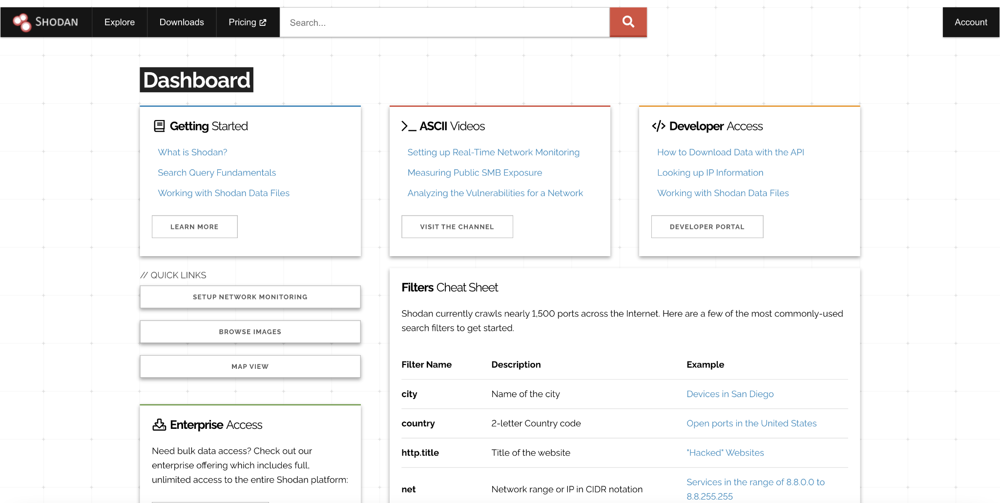 SHODAN
Explore
Downloads
Pricing
Search...
Account
Dashboard
Getting Started
What is Shodan?
Search Query Fundamentals
Working with Shodan Data Files
LEARN MORE
>_ ASCII Videos
Setting up Real-Time Network Monitoring
Measuring Public SMB Exposure
Analyzing the Vulnerabilities for a Network
VISIT THE CHANNEL
</> Developer Access
How to Download Data with the API
Looking up IP Information
Working with Shodan Data Files
DEVELOPER PORTAL
// QUICK LINKS
SETUP NETWORK MONITORING
BROWSE IMAGES
MAP VIEW
Enterprise Access
Need bulk data access? Check out our
enterprise offering which includes full,
unlimited access to the entire Shodan platform:
Filters Cheat Sheet
Shodan currently crawls nearly 1,500 ports across the Internet. Here are a few of the most commonly-used
search filters to get started.
Filter Name Description Example
city Name of the city Devices in San Diego
country 2-letter Country code Open ports in the United States
http.title Title of the website "Hacked" Websites
net Network range or IP in CIDR notation Services in the range of 8.8.0.0 to
8.8.255.255